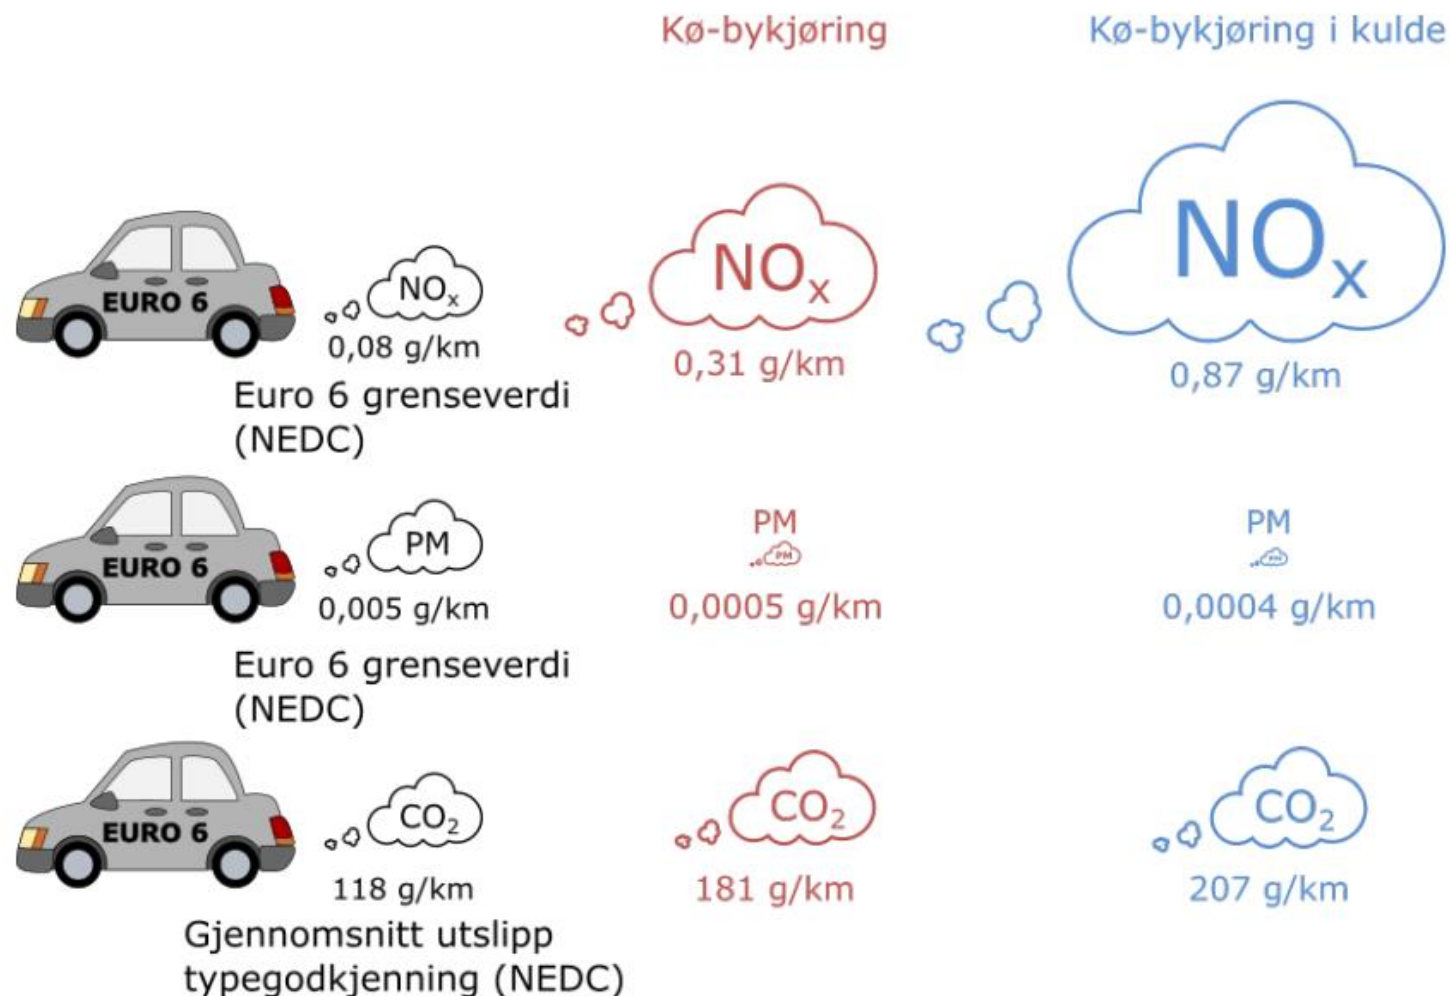 Kø-bykjøring
Kø-bykjøring i kulde
EURO 6
NOx
0,08 g/km
Euro 6 grenseverdi
(NEDC)
NOx
0,31 g/km
NOx
0,87 g/km
EURO 6
PM
0,005 g/km
Euro 6 grenseverdi
(NEDC)
PM
PM
0,0005 g/km
PM
PM
0,0004 g/km
EURO 6
CO2
118 g/km
Gjennomsnitt utslipp
typegodkjenning (NEDC)
CO2
181 g/km
CO2
207 g/km